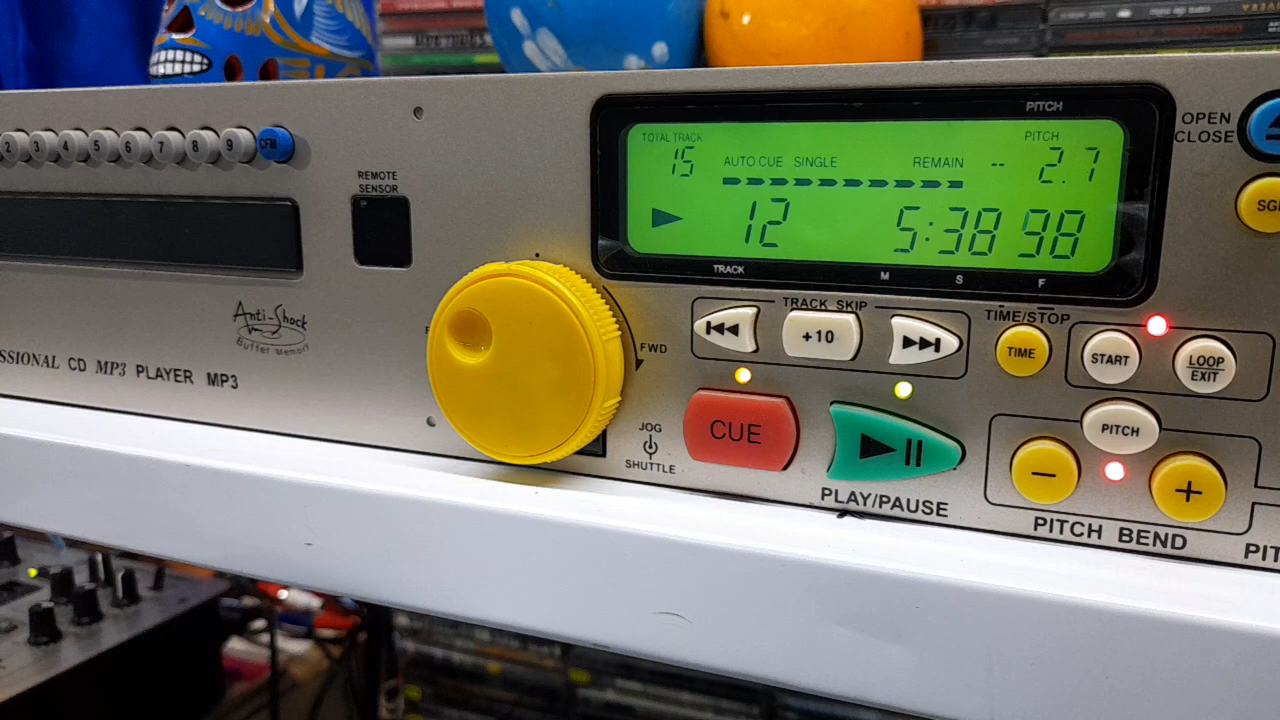 2 3 4 5 6 7 8 9 CFM
REMOTE
SENSOR
Anti-Shock
Buffer Memory
CD MP3 PLAYER MP3
PITCH
TOTAL TRACK
15
AUTO CUE SINGLE
REMAIN
PITCH
-- 2.7
12
5:38 98
TRACK
M
S
F
OPEN
CLOSE
FWD
JOG
SHUTTLE
TRACK SKIP
+10
CUE
PLAY/PAUSE
TIME/STOP
TIME
START
LOOP
EXIT
PITCH
− +
PITCH BEND